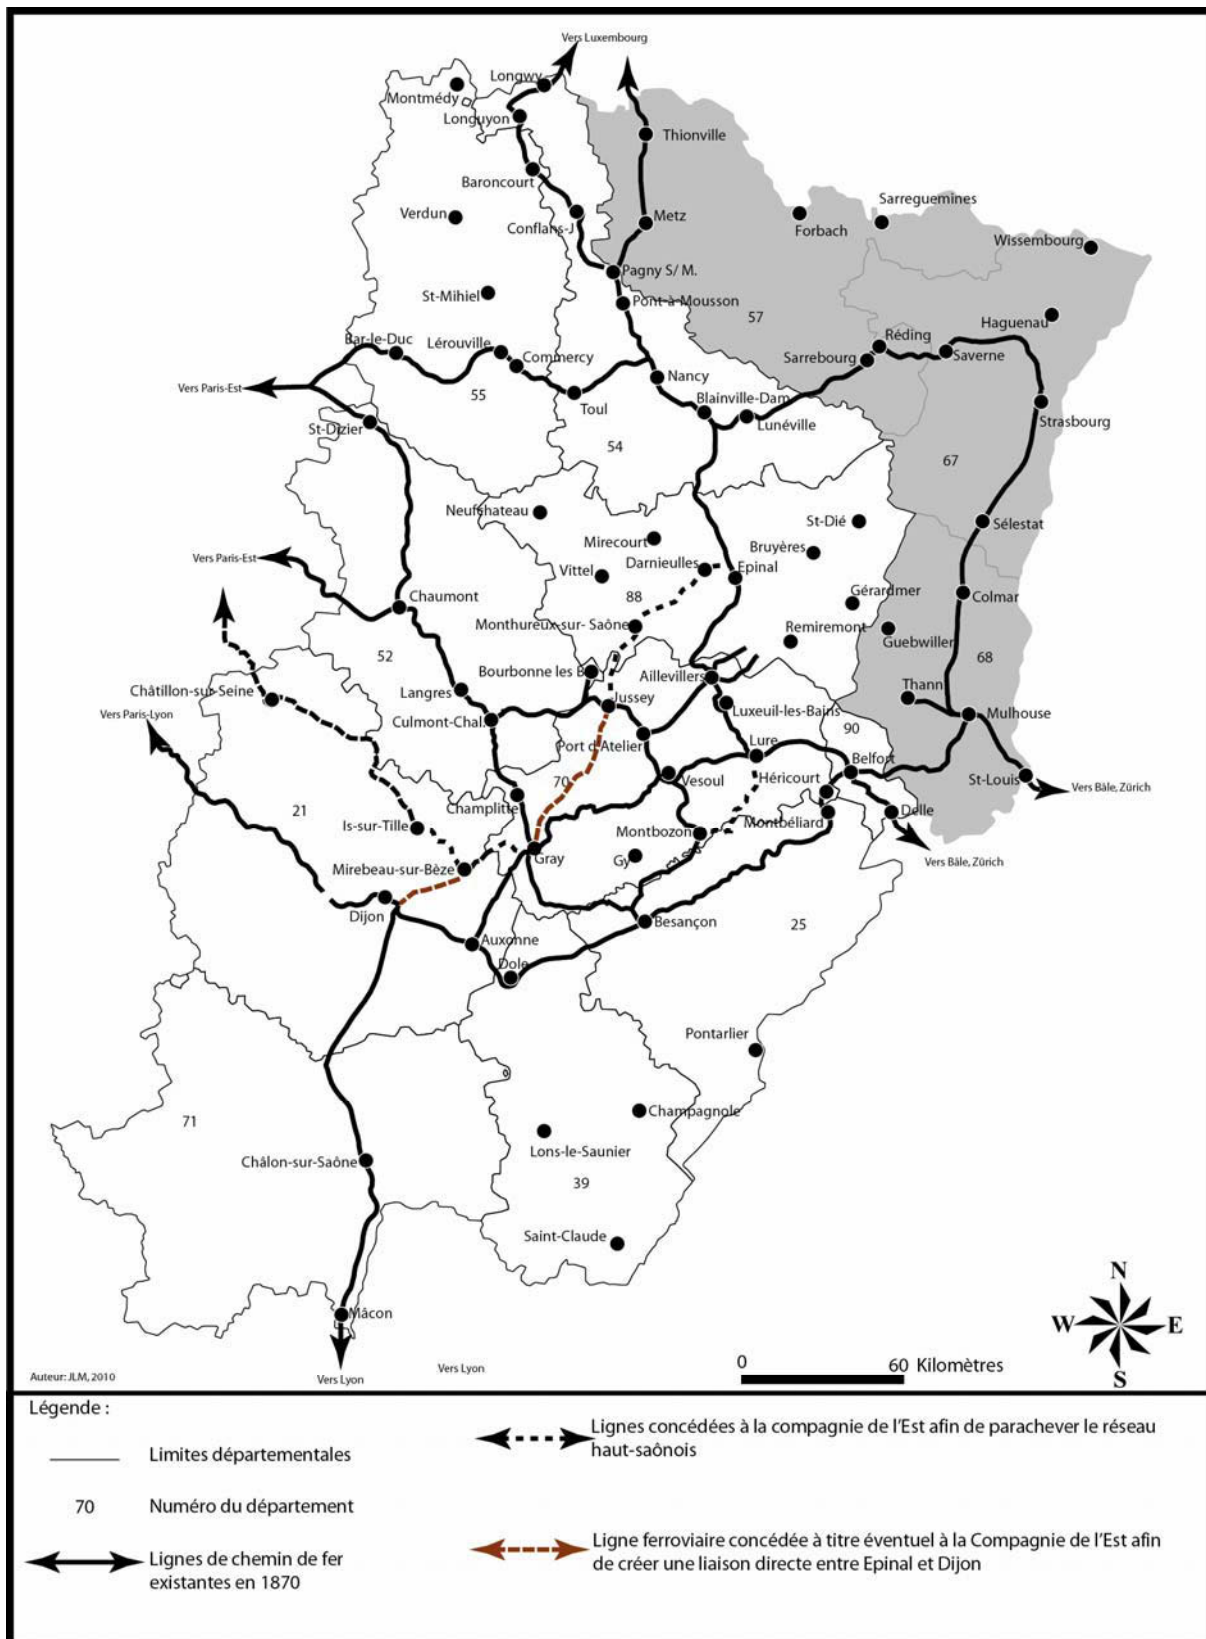 Vers Luxembourg
Longwy
Montmédy
Longuyon
Thionville
Baroncourt
Sarreguemines
Verdun
Metz
Conflans-J
Forbach
Wissembourg
Pagny S/ M.
St-Mihiel
Pont-à-Mousson
57
Haguenau
Bar-le-Duc
Lérouville
Réding
Commercy
Sarrebourg
Saverne
Vers Paris-Est
Nancy
55
Blainville-Dam
Toul
Lunéville
Strasbourg
St-Dizier
54
67
Neufshateau
St-Dié
Sélestat
Mirecourt
Bruyères
Vers Paris-Est
Darnieulles
Epinal
Vittel
Chaumont
88
Gérardmer
Colmar
Monthureux-sur- Saône
Remiremont
Guebwiller
52
68
Bourbonne les B
Aillevillers
Châtillon-sur-Seine
Langres
Thann
Jussey
Vers Paris-Lyon
Culmont-Chal.
Luxeuil-les-Bains
Mulhouse
90
Port d'Atelier
Lure
Belfort
70
Vesoul
Héricourt
St-Louis
Vers Bâle, Zürich
21
Champlitte
Delle
Is-sur-Tille
Montbozon
Montbéliard
Gray
Gy
Vers Bâle, Zürich
Mirebeau-sur-Bèze
Dijon
Besançon
25
Auxonne
Dole
Pontarlier
71
Champagnole
Lons-le-Saunier
Châlon-sur-Saône
39
Saint-Claude
N
Mâcon
W
E
0
60 Kilomètres
Vers Lyon
S
Auteur: JLM, 2010
Vers Lyon
Légende :
Limites départementales
70
Numéro du département
Lignes de chemin de fer
existantes en 1870
Lignes concédées à la compagnie de l'Est afin de parachever le réseau
haut-saônois
Ligne ferroviaire concédée à titre éventuel à la Compagnie de l'Est afin
de créer une liaison directe entre Epinal et Dijon